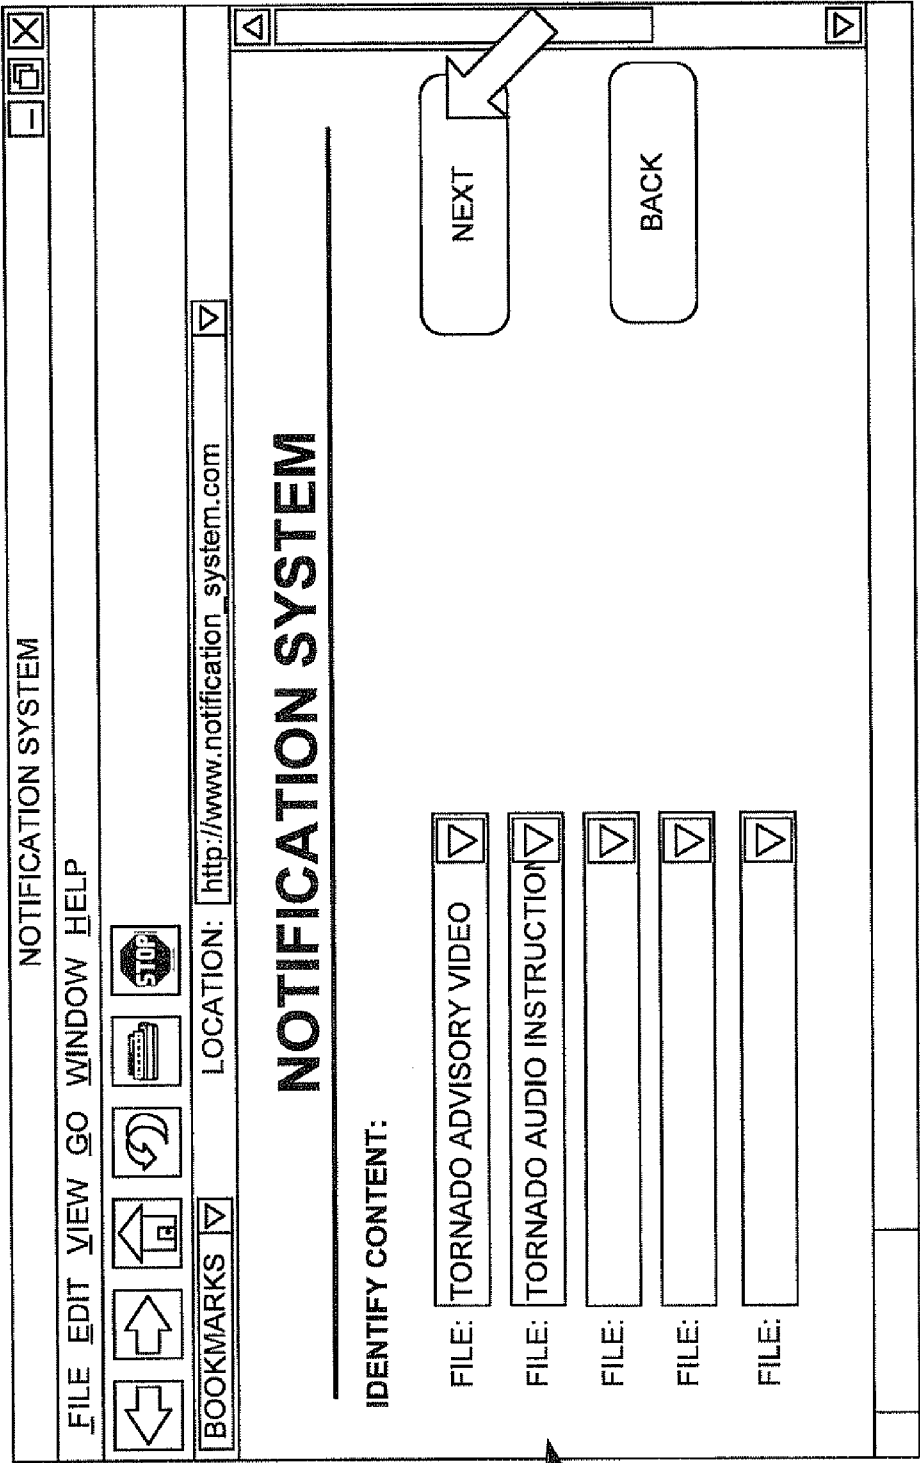 NOTIFICATION SYSTEM
FILE EDIT VIEW GO WINDOW HELP
STOP
BOOKMARKS LOCATION: http://www.notification_system.com
NOTIFICATION SYSTEM
IDENTIFY CONTENT:
FILE: TORNADO ADVISORY VIDEO
NEXT
FILE: TORNADO AUDIO INSTRUCTION
FILE:
BACK
FILE:
FILE: